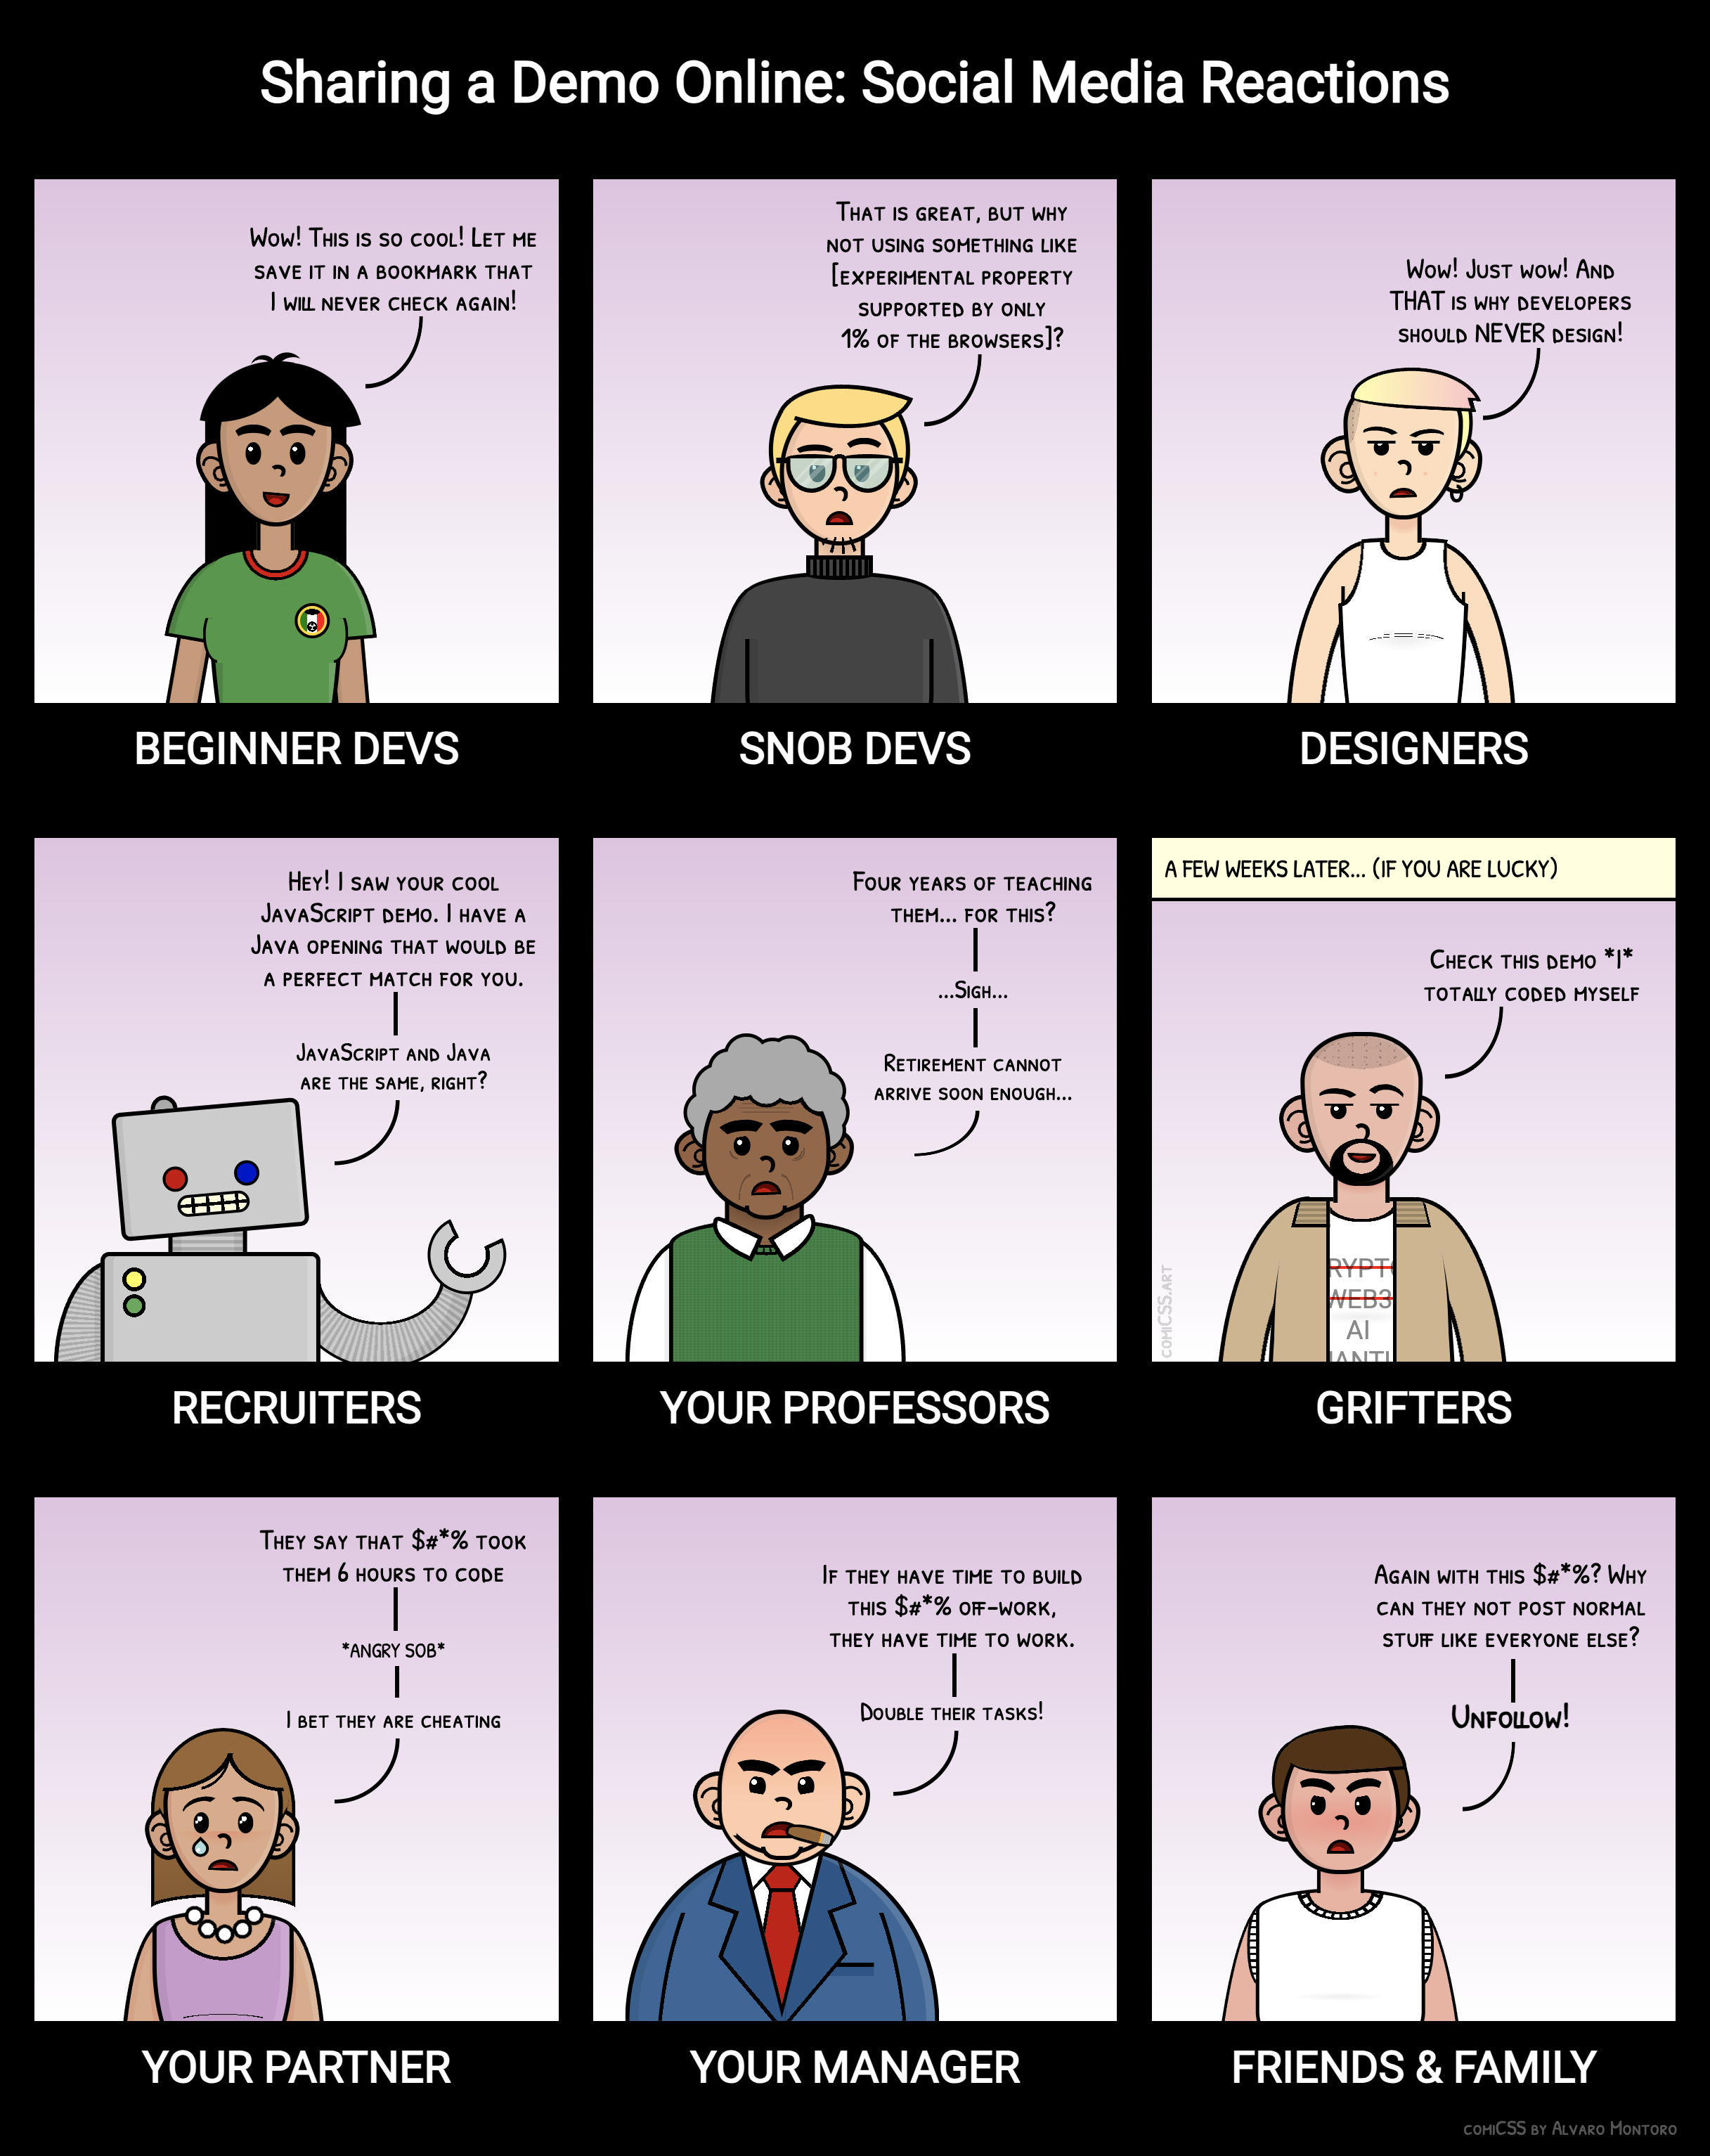 Sharing a Demo Online: Social Media Reactions
Wow! This is so cool! Let me
save it in a bookmark that
I will never check again!
BEGINNER DEVS
That is great, but why
not using something like
[experimental property
supported by only
1% of the browsers]?
SNOB DEVS
Wow! Just wow! And
THAT is why developers
should NEVER design!
DESIGNERS
Hey! I saw your cool
JavaScript demo. I have a
Java opening that would be
a perfect match for you.
JavaScript and Java
are the same, right?
RECRUITERS
Four years of teaching
them... for this?
...Sigh...
Retirement cannot
arrive soon enough...
YOUR PROFESSORS
A FEW WEEKS LATER... (IF YOU ARE LUCKY)
Check this demo *I*
totally coded myself
RYPT
WEB3
AI
comiCSS.art
GRIFTERS
They say that $#*% took
them 6 hours to code
*angry sob*
I bet they are cheating
YOUR PARTNER
If they have time to build
this $#*% off-work,
they have time to work.
Double their tasks!
YOUR MANAGER
Again with this $#*%? Why
can they not post normal
stuff like everyone else?
Unfollow!
FRIENDS & FAMILY
comiCSS by Alvaro Montoro